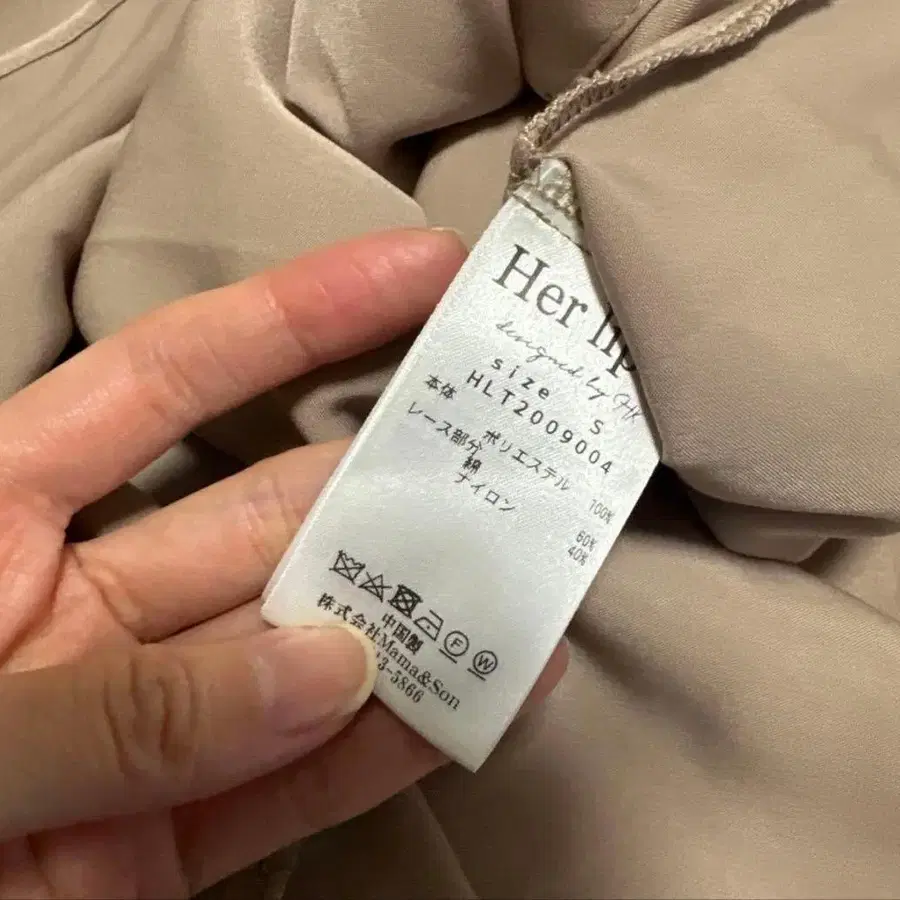 Her lip
designed by
size S
HLT2009004
本体 ポリエステル 100%
レース部分
綿 60%
ナイロン 40%
F W
中国製
株式会社Mama&Son
3-5866